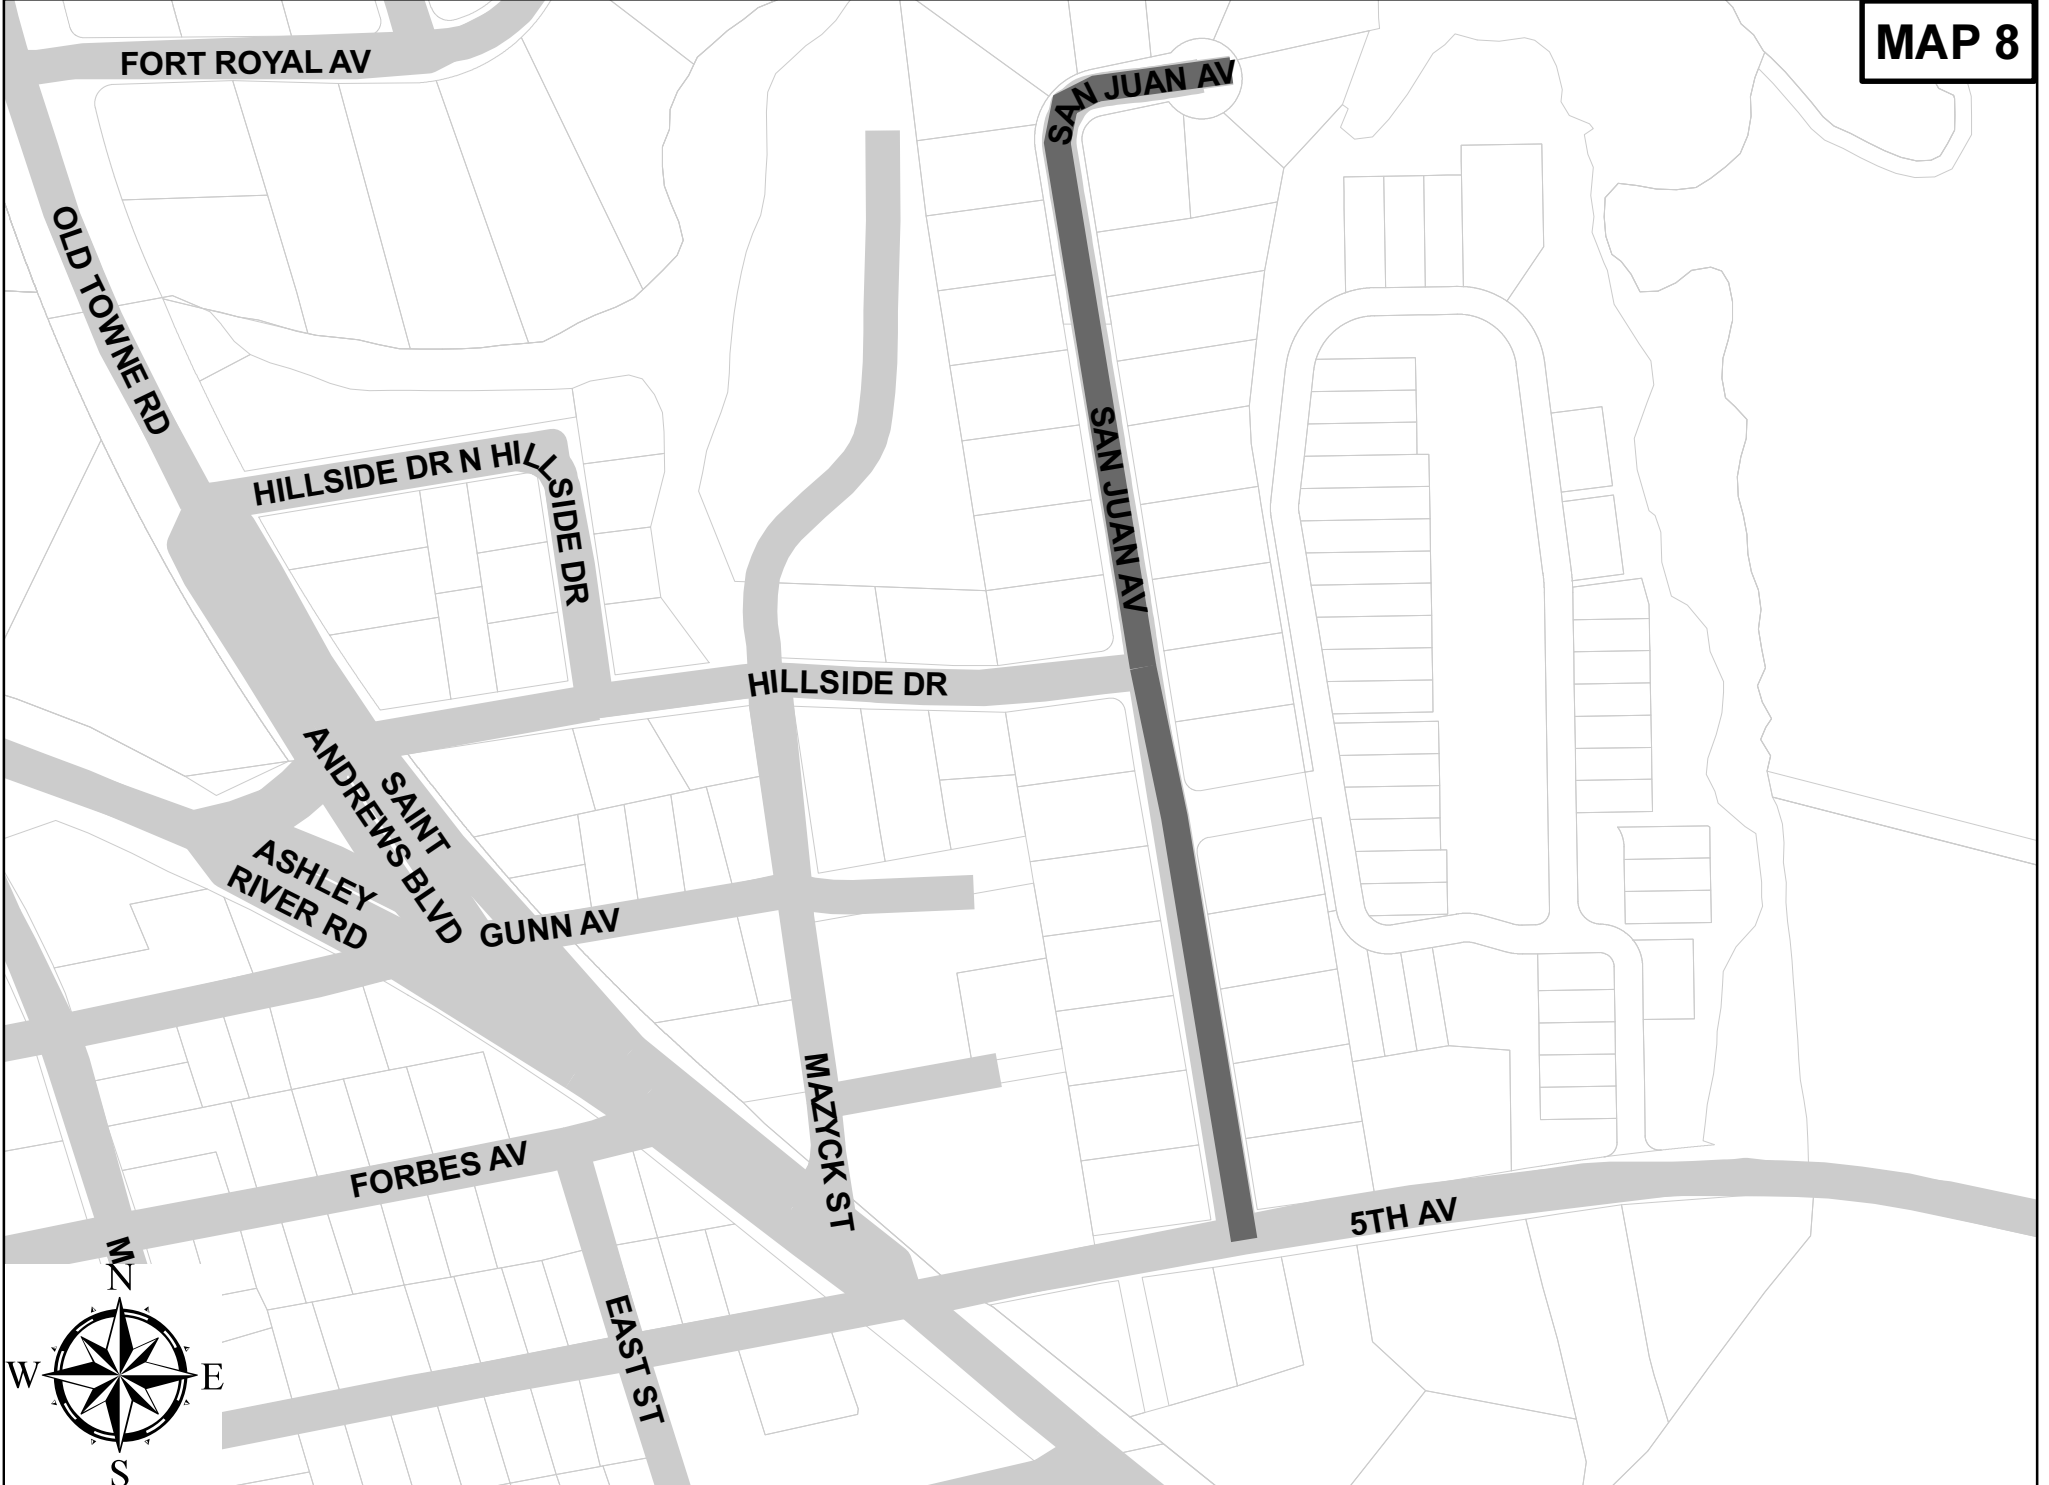 MAP 8
FORT ROYAL AV
SAN JUAN AV
OLD TOWNE RD
HILLSIDE DR N HILLSIDE DR
SAN JUAN AV
HILLSIDE DR
SAINT
ANDREWS BLVD
ASHLEY
RIVER RD
GUNN AV
MAZYCK ST
FORBES AV
5TH AV
M
EAST ST
N
W
E
S